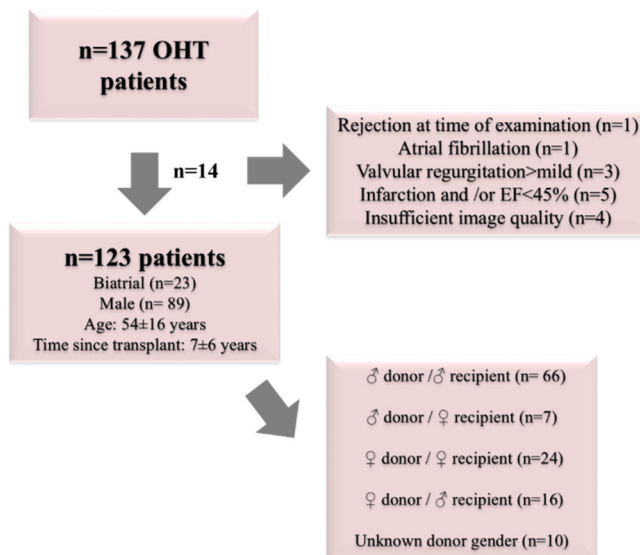 n=137 OHT
patients
n=14
Rejection at time of examination (n=1)
Atrial fibrillation (n=1)
Valvular regurgitation>mild (n=3)
Infarction and /or EF<45% (n=5)
Insufficient image quality (n=4)
n=123 patients
Biatrial (n=23)
Male (n= 89)
Age: 54±16 years
Time since transplant: 7±6 years
♂ donor /♂ recipient (n= 66)
♂ donor / ♀ recipient (n=7)
♀ donor / ♀ recipient (n=24)
♀ donor / ♂ recipient (n=16)
Unknown donor gender (n=10)